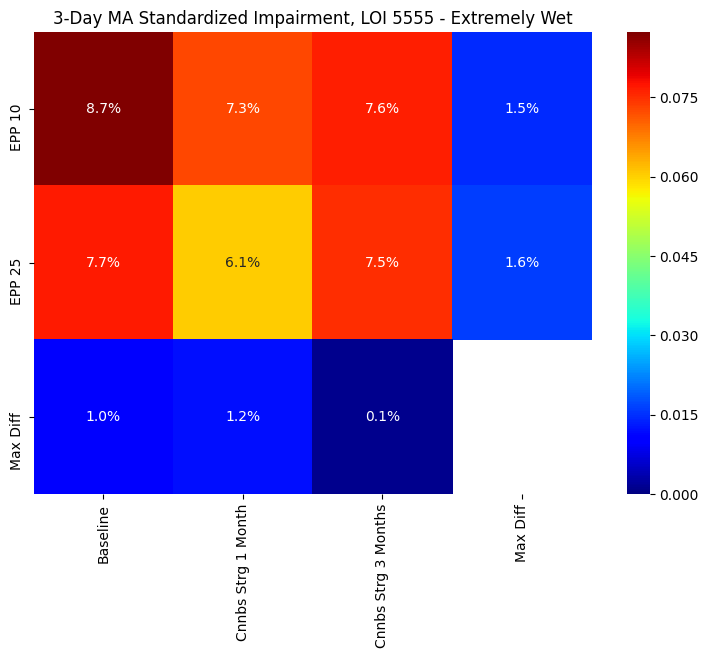 3-Day MA Standardized Impairment, LOI 5555 - Extremely Wet
EPP 10
8.7%
7.3%
7.6%
1.5%
EPP 25
7.7%
6.1%
7.5%
1.6%
Max Diff
1.0%
1.2%
0.1%
Baseline
Cnnbs Strg 1 Month
Cnnbs Strg 3 Months
Max Diff
0.075
0.060
0.045
0.030
0.015
0.000